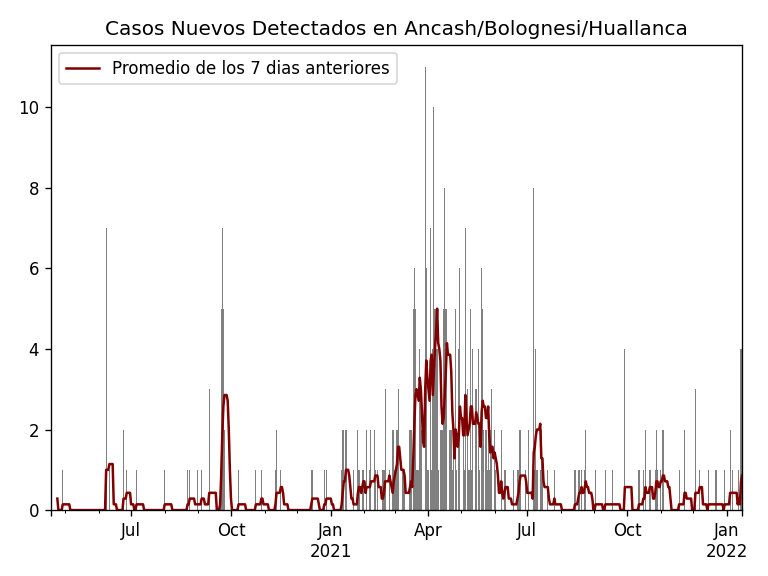 Casos Nuevos Detectados en Ancash/Bolognesi/Huallanca
Promedio de los 7 dias anteriores
10
8
6
4
2
0
Jul Oct Jan Apr Jul Oct Jan
2021 2022